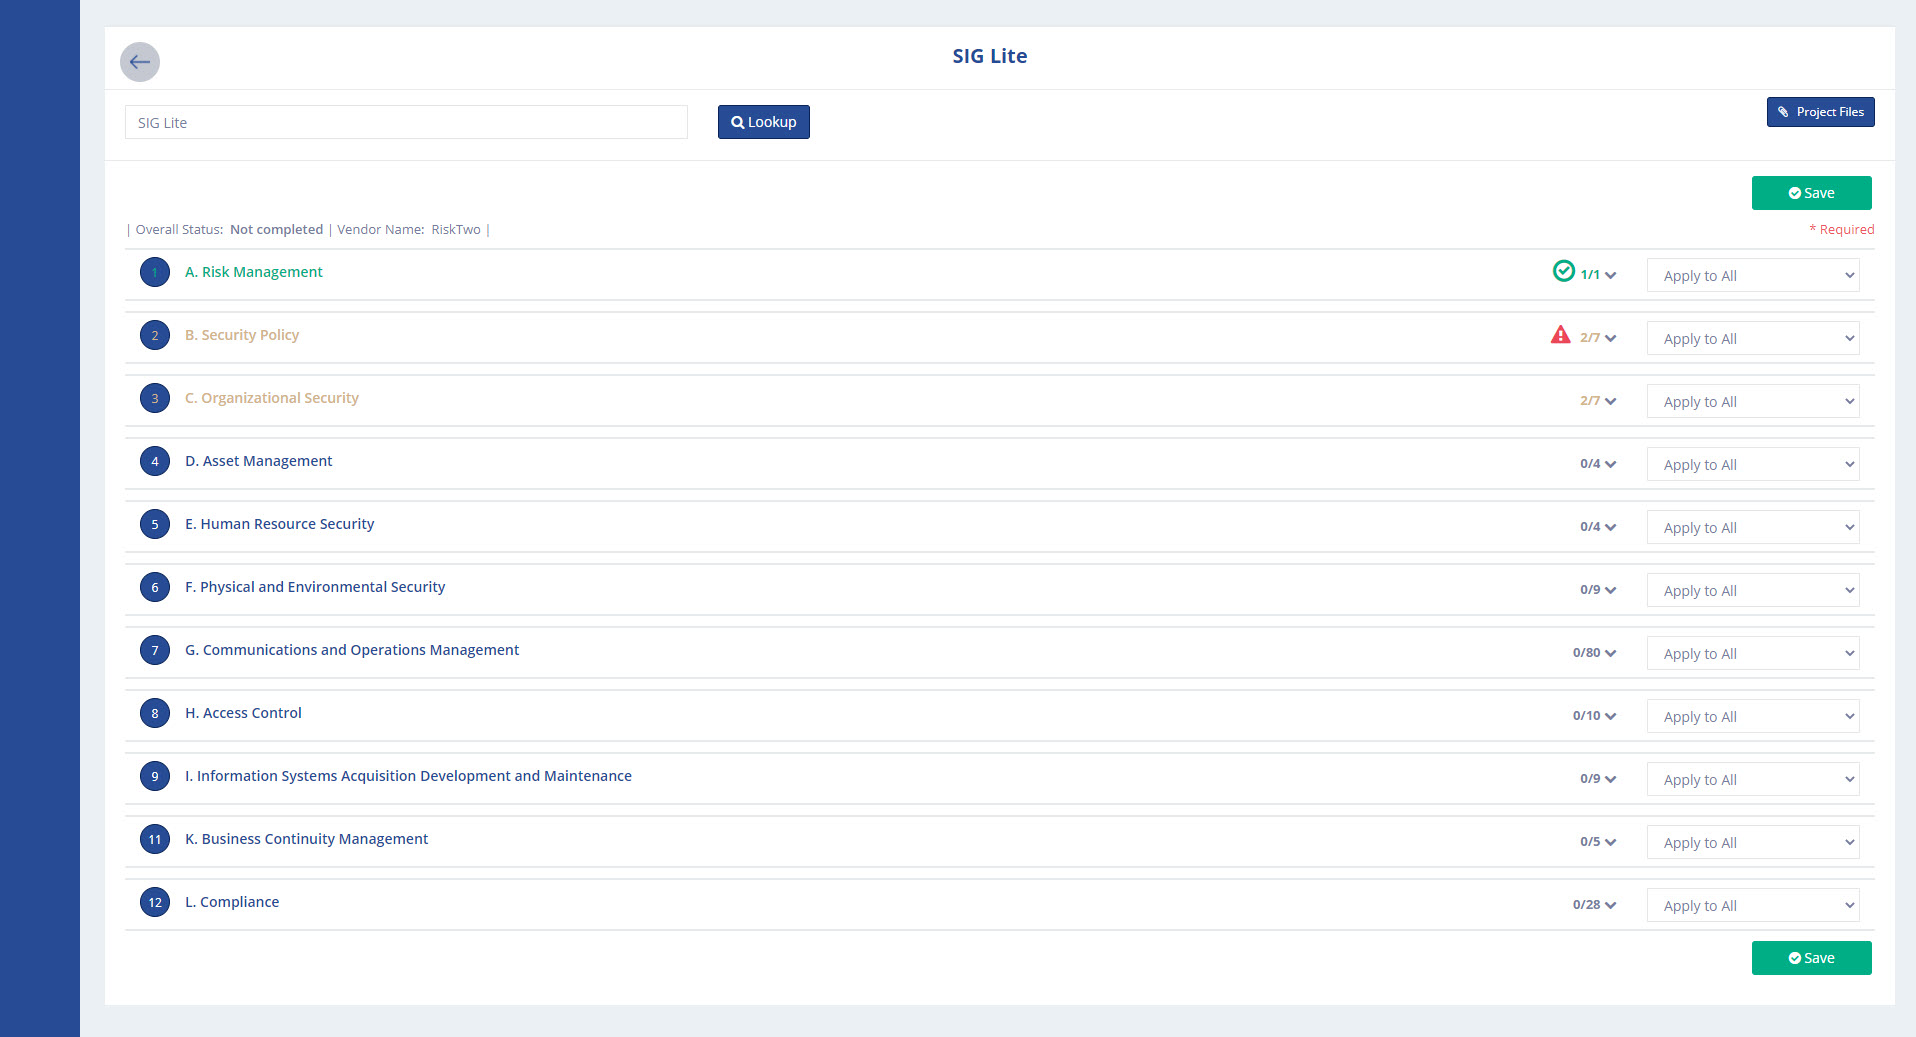 SIG Lite
SIG Lite
Lookup
Project Files
Save
| Overall Status: Not completed | Vendor Name: RiskTwo |
* Required
1 A. Risk Management 1/1 Apply to All
2 B. Security Policy 2/7 Apply to All
3 C. Organizational Security 2/7 Apply to All
4 D. Asset Management 0/4 Apply to All
5 E. Human Resource Security 0/4 Apply to All
6 F. Physical and Environmental Security 0/9 Apply to All
7 G. Communications and Operations Management 0/80 Apply to All
8 H. Access Control 0/10 Apply to All
9 I. Information Systems Acquisition Development and Maintenance 0/9 Apply to All
11 K. Business Continuity Management 0/5 Apply to All
12 L. Compliance 0/28 Apply to All
Save